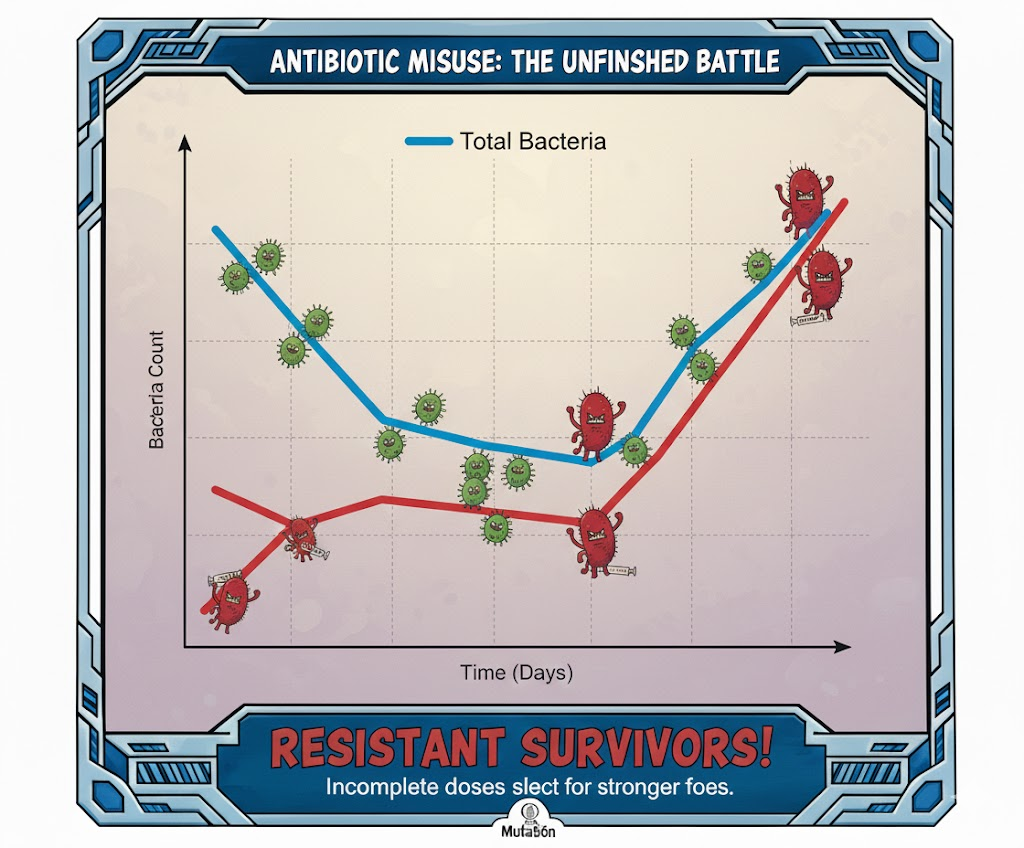 ANTIBIOTIC MISUSE: THE UNFINSHED BATTLE
Total Bacteria
Bacteria Count
Time (Days)
RESISTANT SURVIVORS!
Incomplete doses slect for stronger foes.